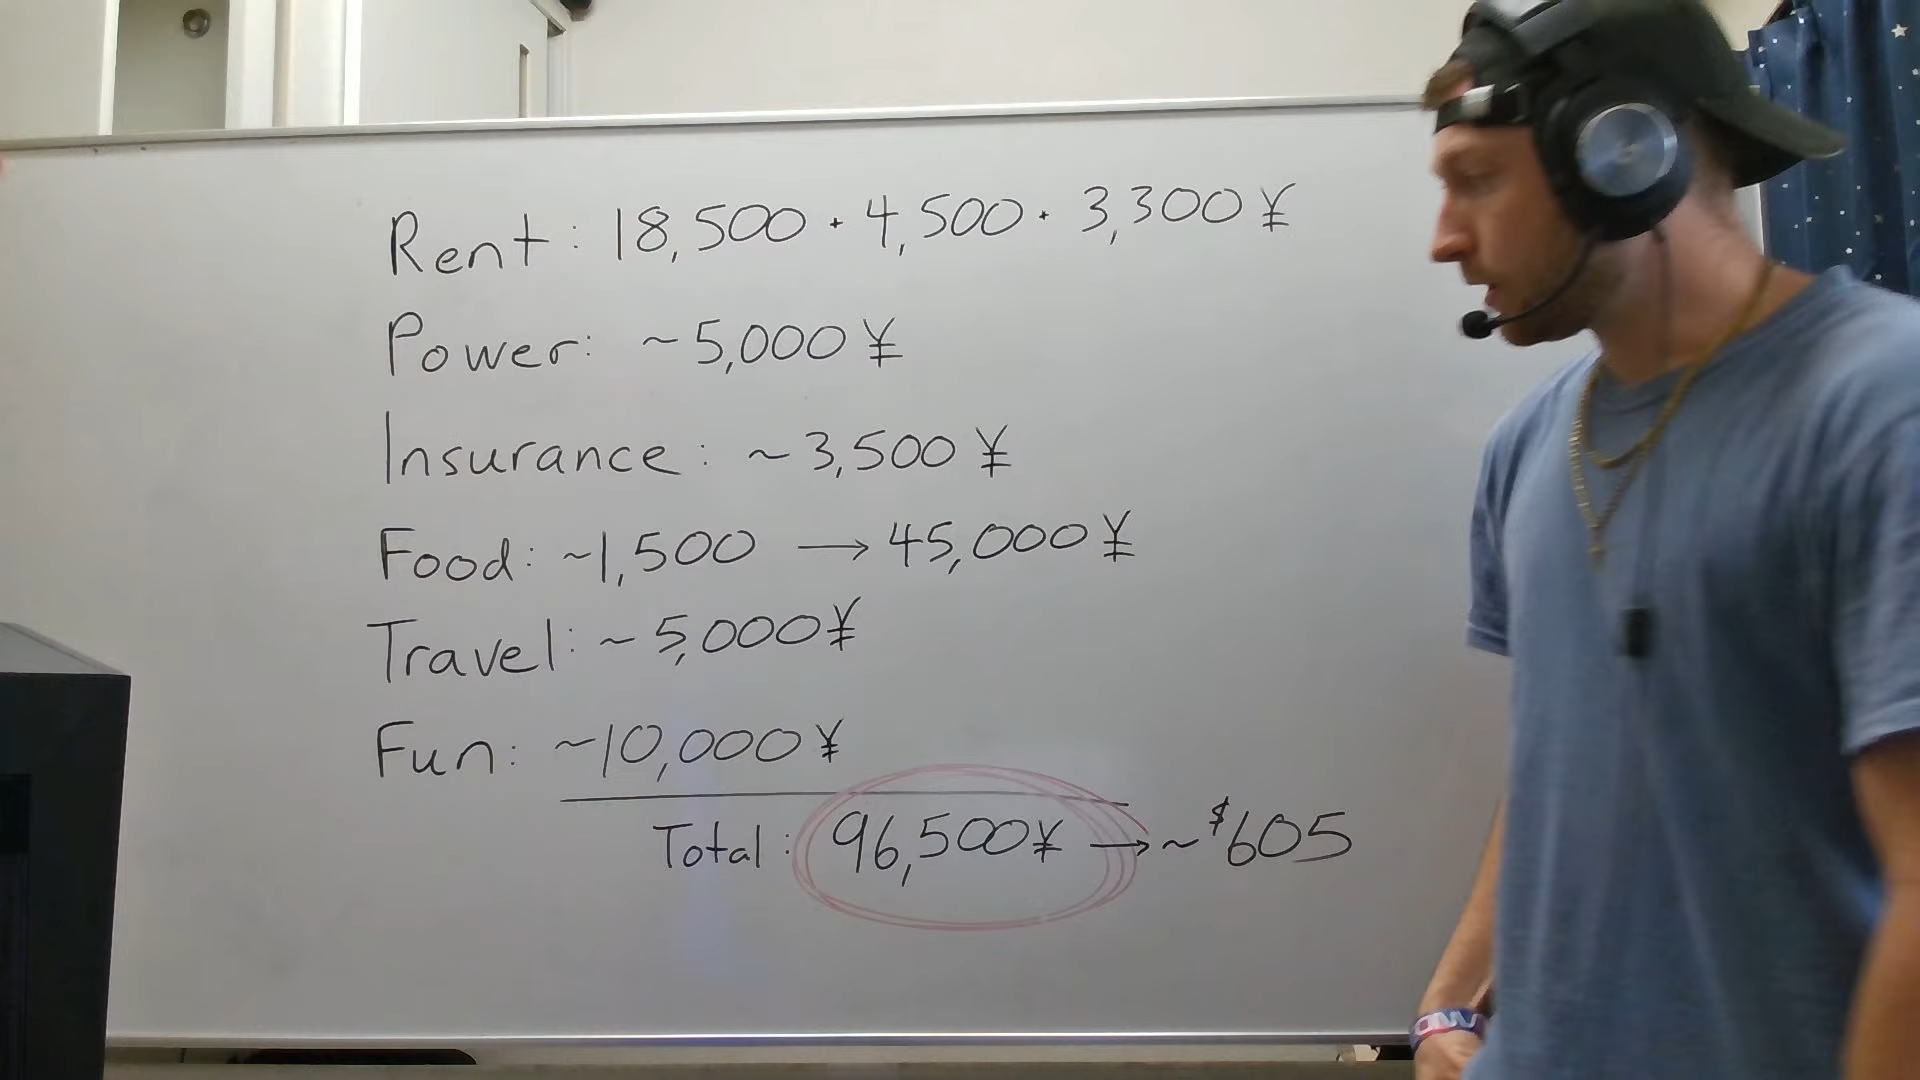 Rent: 18,500 · 4,500 · 3,300¥
Power: ~5,000¥
Insurance: ~3,500¥
Food: ~1,500 → 45,000¥
Travel: ~5,000¥
Fun: ~10,000¥
Total: 96,500¥ → ~$605